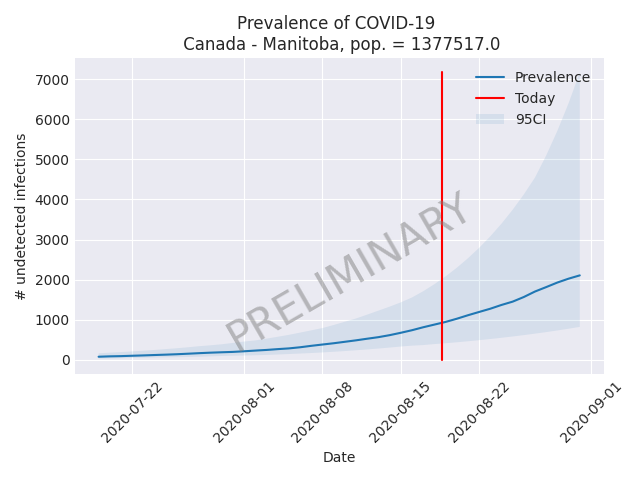 Prevalence of COVID-19
Canada - Manitoba, pop. = 1377517.0
7000
6000
5000
4000
3000
2000
1000
0
# undetected infections
Prevalence
Today
95CI
PRELIMINARY
2020-07-22
2020-08-01
2020-08-08
2020-08-15
2020-08-22
2020-09-01
Date